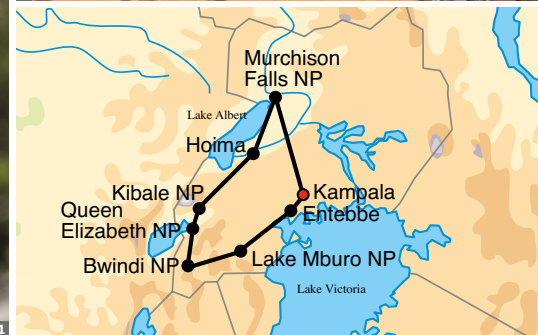 Murchison
Falls NP
Lake Albert
Hoima
Kibale NP
Kampala
Queen
Elizabeth NP
Entebbe
Bwindi NP
Lake Mburo NP
Lake Victoria
1